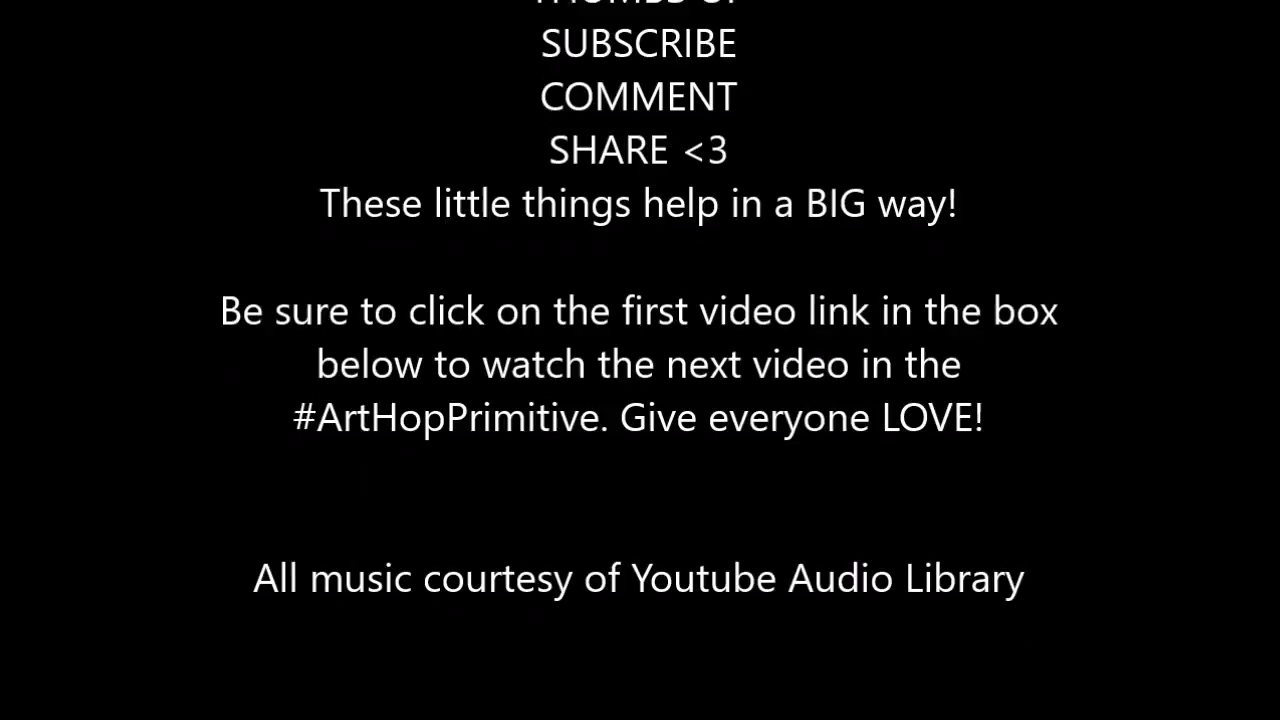 THUMBS UP
SUBSCRIBE
COMMENT
SHARE <3
These little things help in a BIG way!
Be sure to click on the first video link in the box
below to watch the next video in the
#ArtHopPrimitive. Give everyone LOVE!
All music courtesy of Youtube Audio Library